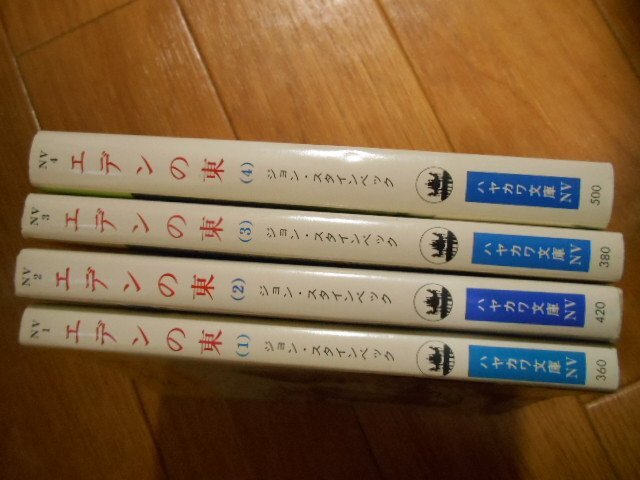 NV 4 エデンの東 (4) ジョン・スタインベック ハヤカワ文庫 NV 500
NV 3 エデンの東 (3) ジョン・スタインベック ハヤカワ文庫 NV 380
NV 2 エデンの東 (2) ジョン・スタインベック ハヤカワ文庫 NV 420
NV 1 エデンの東 (1) ジョン・スタインベック ハヤカワ文庫 NV 360